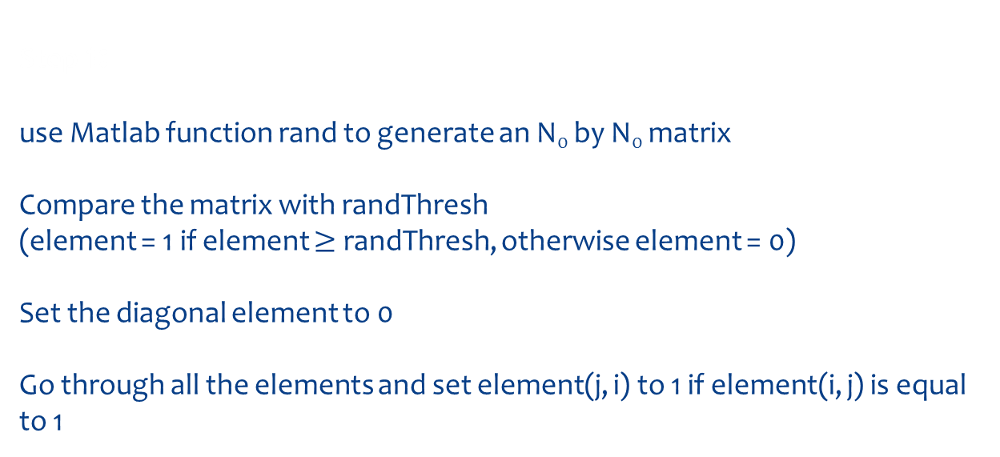 use Matlab function rand to generate an N₀ by N₀ matrix
Compare the matrix with randThresh
(element = 1 if element ≥ randThresh, otherwise element = 0)
Set the diagonal element to 0
Go through all the elements and set element(j, i) to 1 if element(i, j) is equal
to 1